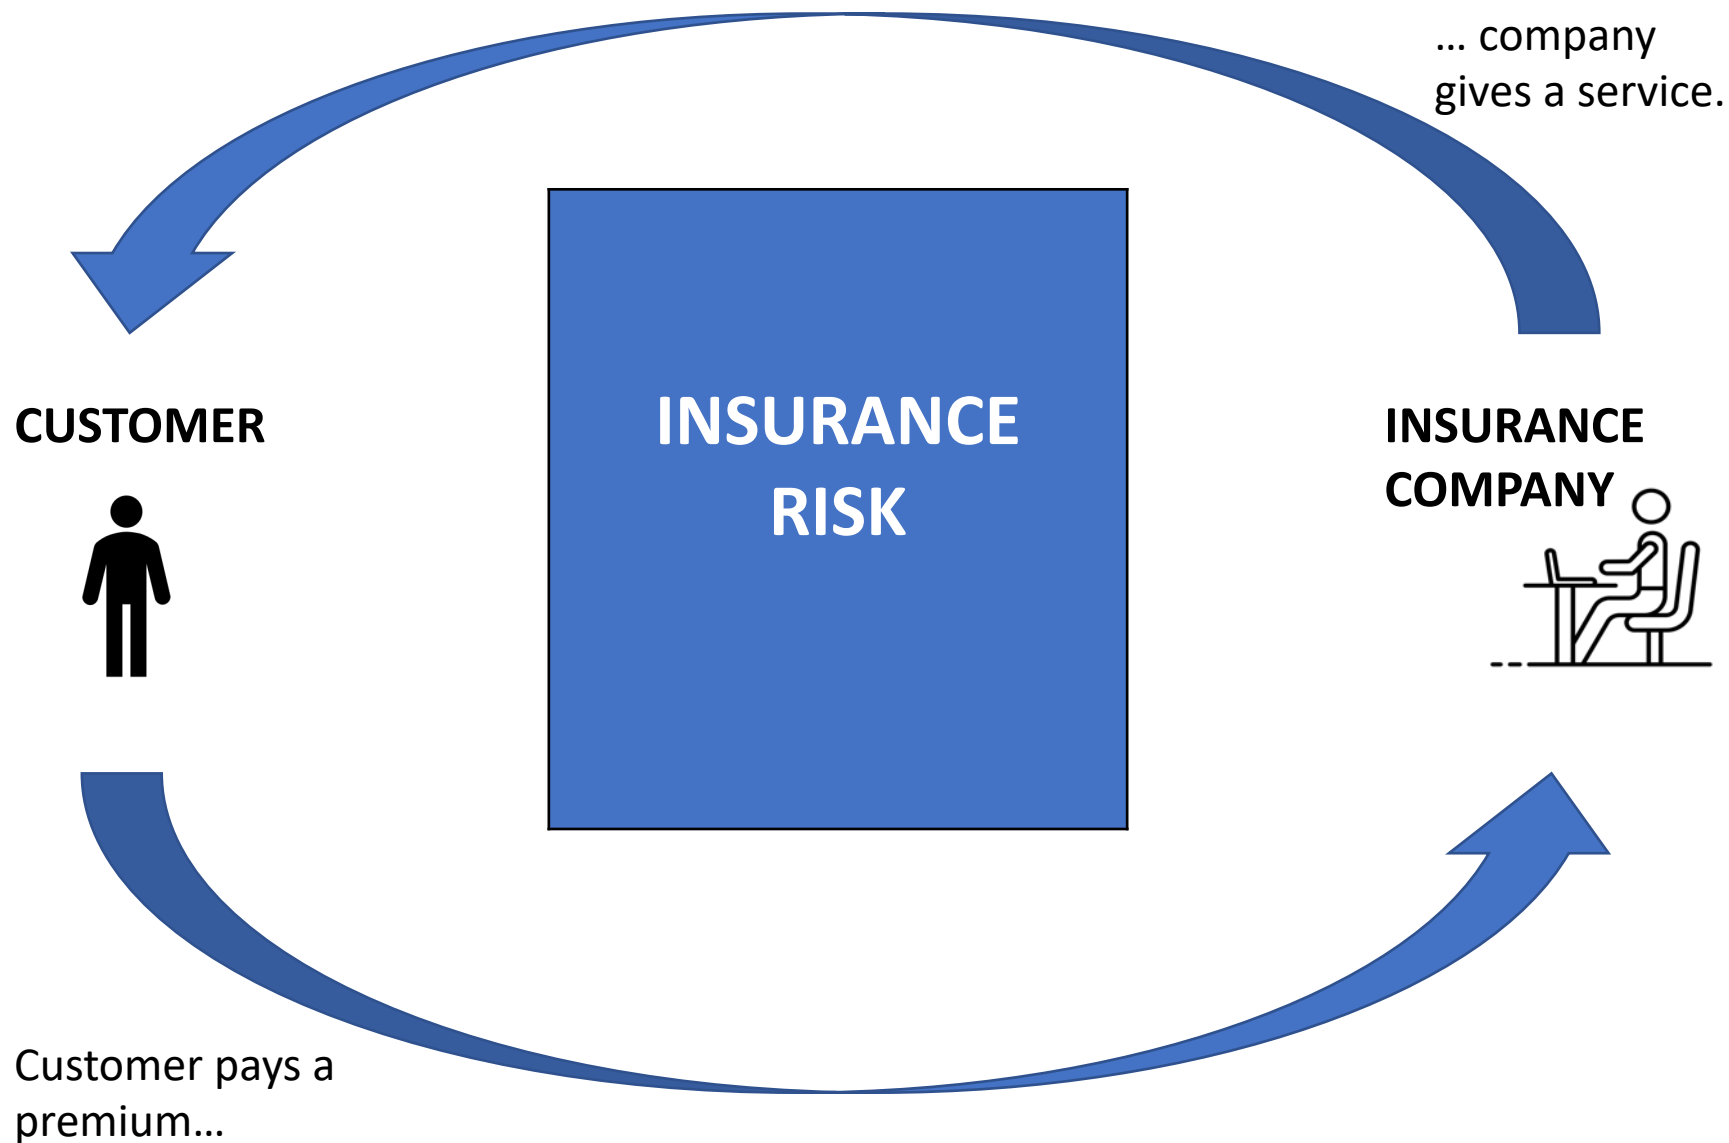 … company
gives a service.
CUSTOMER
INSURANCE
RISK
INSURANCE
COMPANY
Customer pays a
premium…